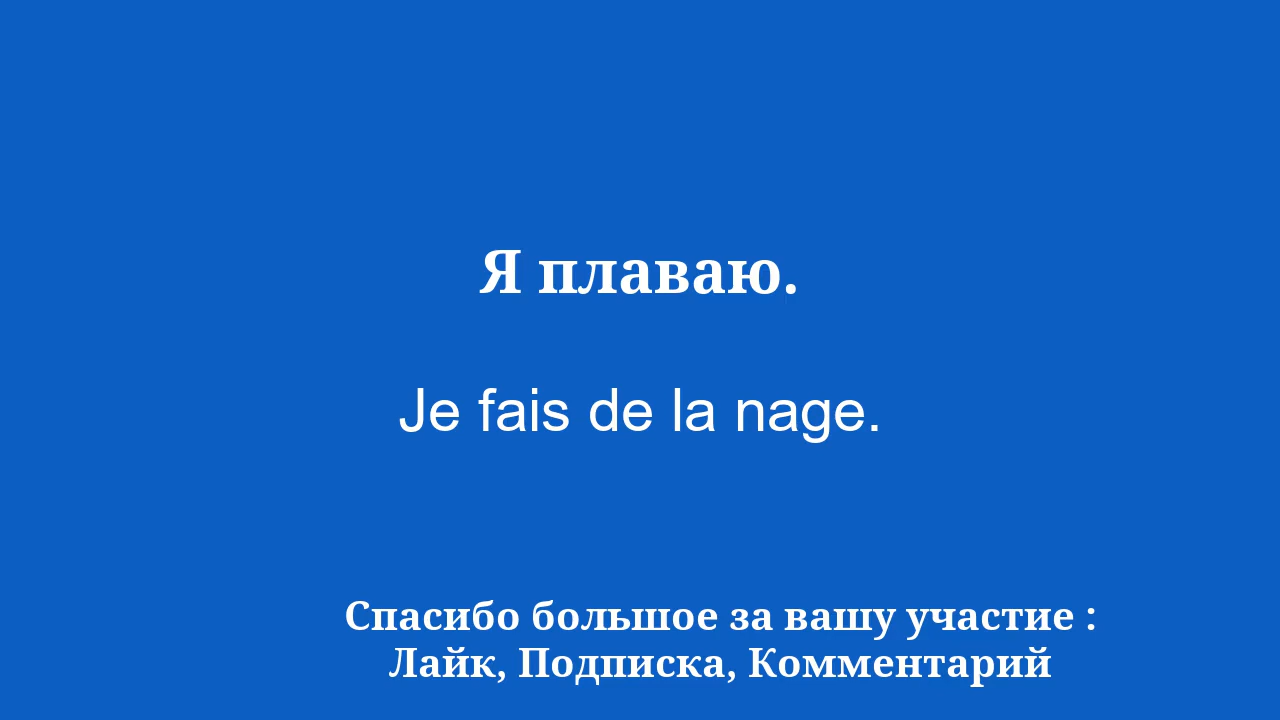 Я плаваю.
Je fais de la nage.
Спасибо большое за вашу участие :
Лайк, Подписка, Комментарий